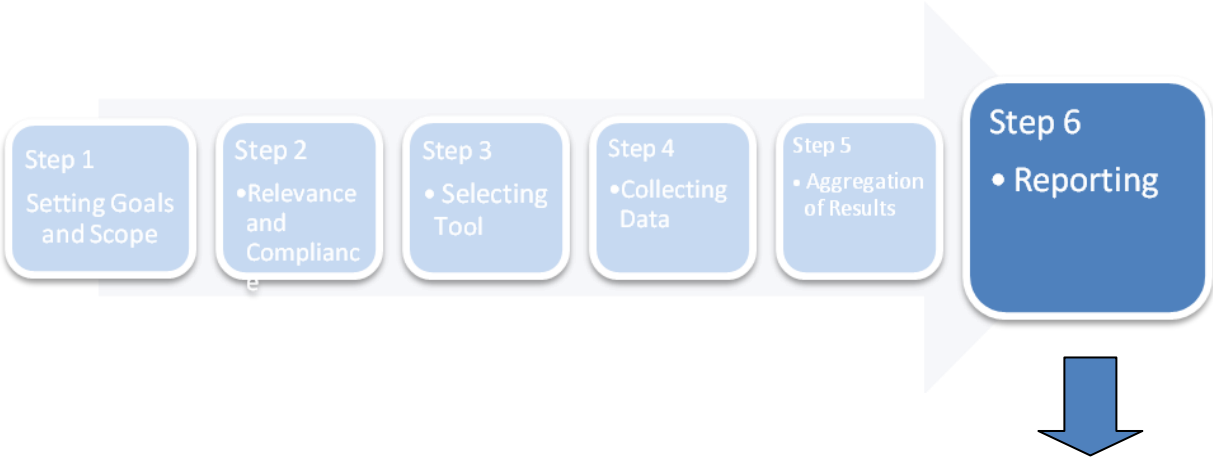 Step 1
Setting Goals
and Scope
Step 2
•Relevance
and
Complianc
e
Step 3
• Selecting
Tool
Step 4
•Collecting
Data
Step 5
• Aggregation
of Results
Step 6
• Reporting